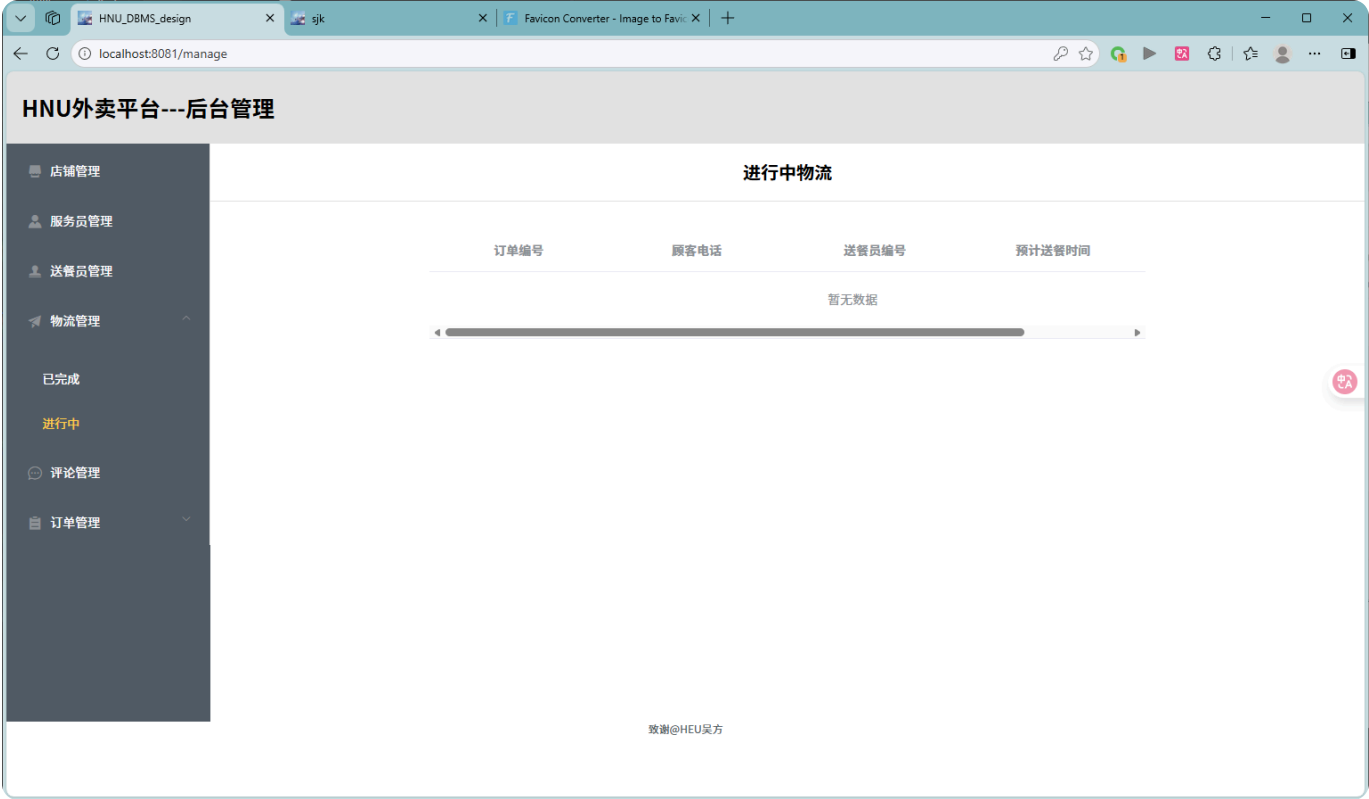 HNU_DBMS_design
sjk
Favicon Converter - Image to Favic
localhost:8081/manage
HNU外卖平台---后台管理
店铺管理
服务员管理
送餐员管理
物流管理
已完成
进行中
评论管理
订单管理
进行中物流
订单编号 顾客电话 送餐员编号 预计送餐时间
暂无数据
致谢@HEU吴方